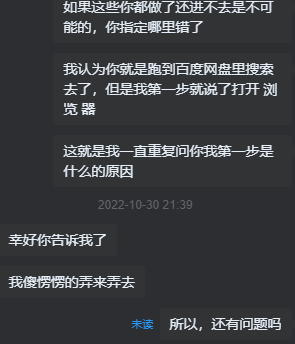 如果这些你都做了还进不去是不可
能的，你指定哪里错了
我认为你就是跑到百度网盘里搜索
去了，但是我第一步就说了打开 浏
览 器
这就是我一直重复问你我第一步是
什么的原因
2022-10-30 21:39
幸好你告诉我了
我傻愣愣的弄来弄去
未读 所以，还有问题吗